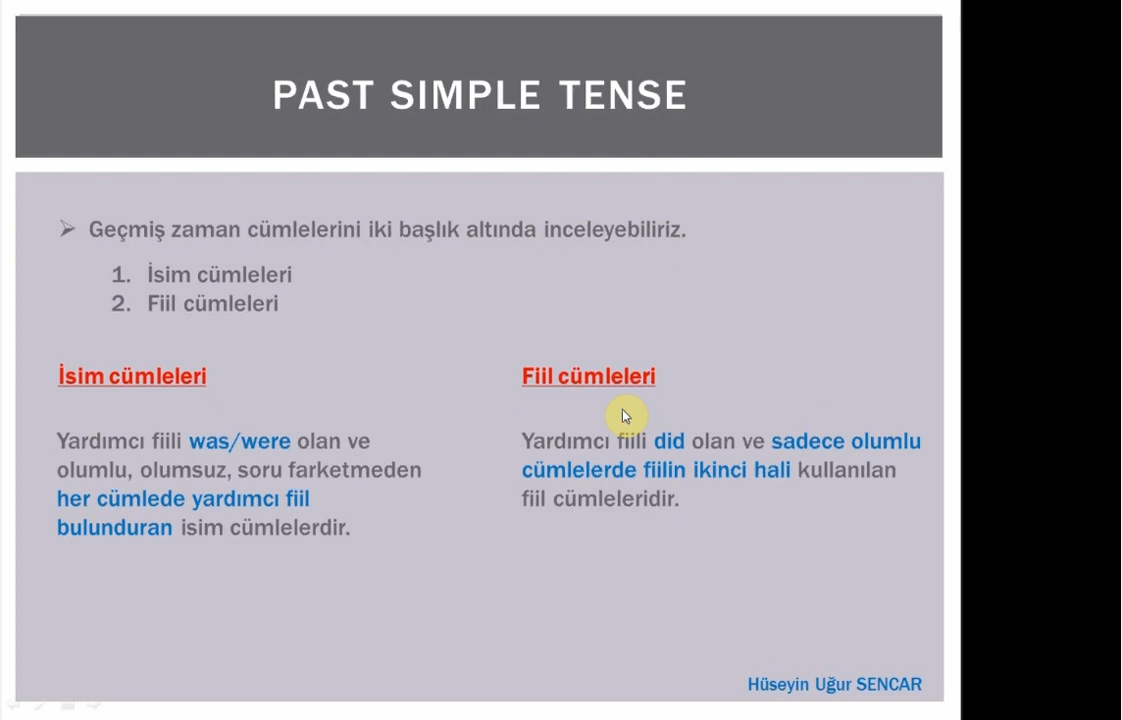 PAST SIMPLE TENSE
➢ Geçmiş zaman cümlelerini iki başlık altında inceleyebiliriz.
1. İsim cümleleri
2. Fiil cümleleri
İsim cümleleri
Yardımcı fiili was/were olan ve
olumlu, olumsuz, soru farketmeden
her cümlede yardımcı fiil
bulunduran isim cümlelerdir.
Fiil cümleleri
Yardımcı fiili did olan ve sadece olumlu
cümlelerde fiilin ikinci hali kullanılan
fiil cümleleridir.
Hüseyin Uğur SENCAR